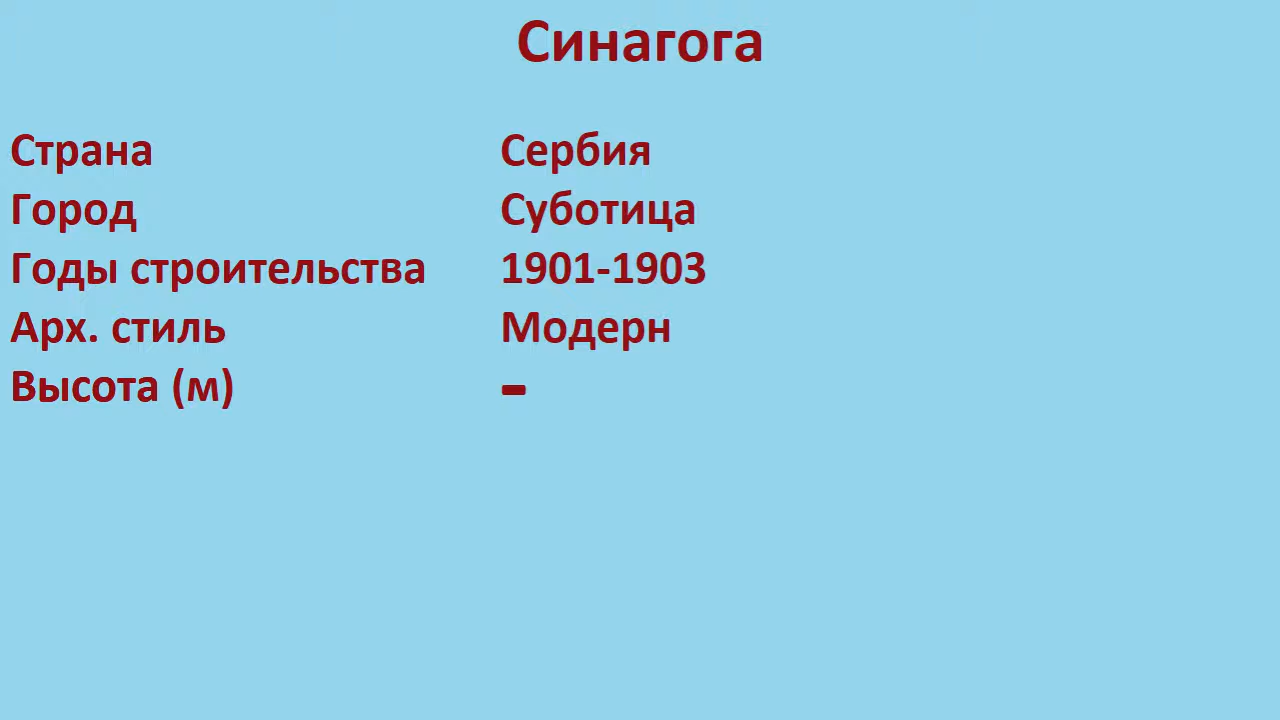 Синагога
Страна Сербия
Город Суботица
Годы строительства 1901-1903
Арх. стиль Модерн
Высота (м) -